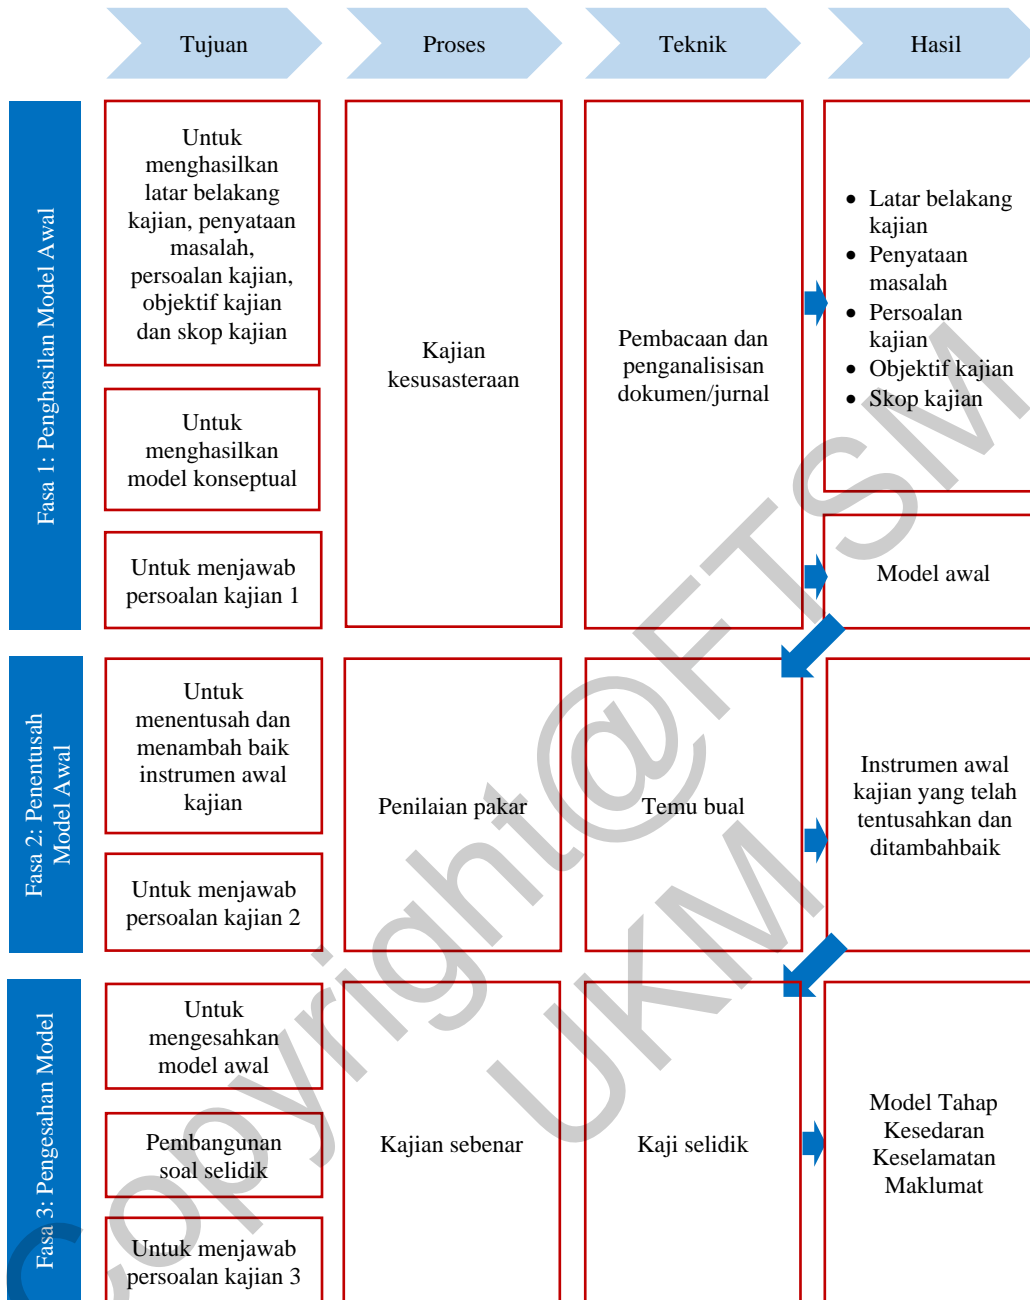 Tujuan
Proses
Teknik
Hasil
Fasa 1: Penghasilan Model Awal
Untuk
menghasilkan
latar belakang
kajian, penyataan
masalah,
persoalan kajian,
objektif kajian
dan skop kajian
Untuk
menghasilkan
model konseptual
Untuk menjawab
persoalan kajian 1
Kajian
kesusasteraan
Pembacaan dan
penganalisisan
dokumen/jurnal
• Latar belakang
kajian
• Penyataan
masalah
• Persoalan
kajian
• Objektif kajian
• Skop kajian
Model awal
Fasa 2: Penentusah
Model Awal
Untuk
menentusah dan
menambah baik
instrumen awal
kajian
Untuk menjawab
persoalan kajian 2
Penilaian pakar
Temu bual
Instrumen awal
kajian yang telah
tentusahkan dan
ditambahbaik
Fasa 3: Pengesahan Model
Untuk
mengesahkan
model awal
Pembangunan
soal selidik
Untuk menjawab
persoalan kajian 3
Kajian sebenar
Kaji selidik
Model Tahap
Kesedaran
Keselamatan
Maklumat
Copyright@FTSM
UKM